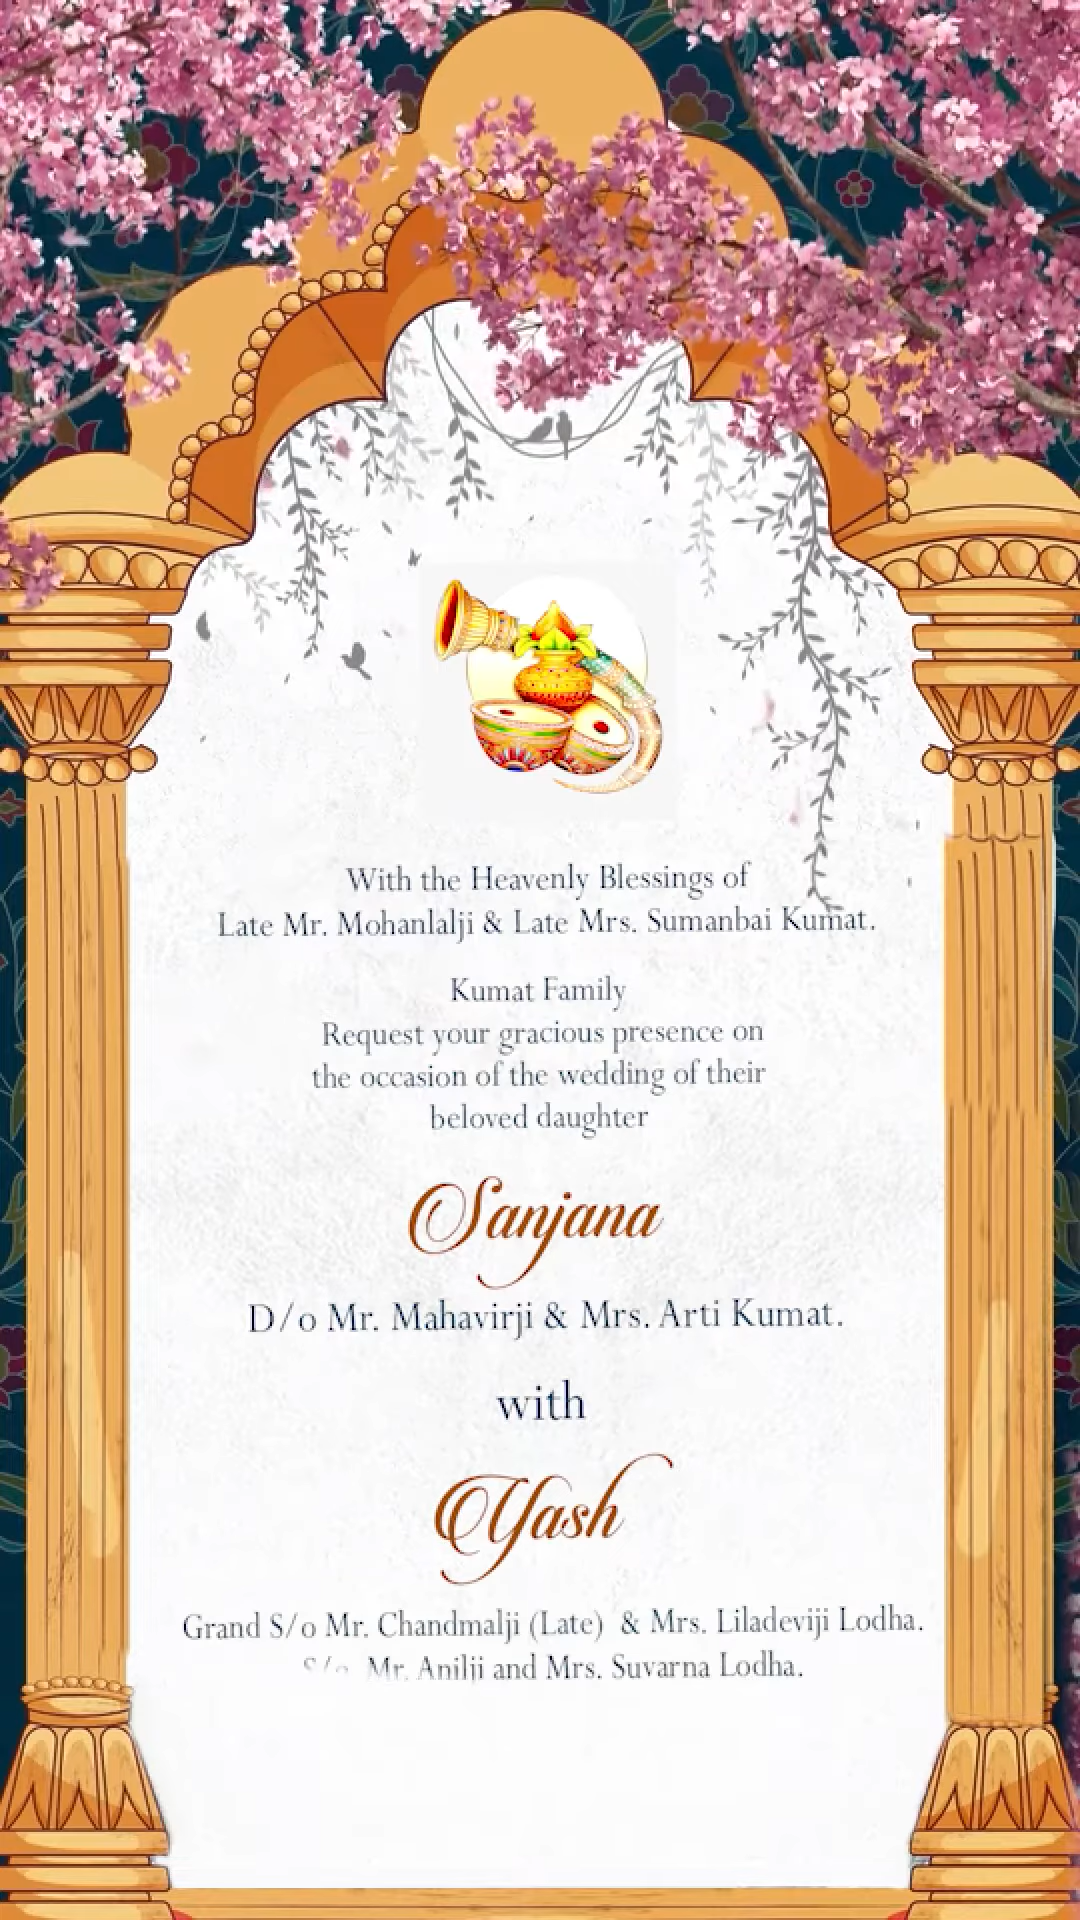 With the Heavenly Blessings of
Late Mr. Mohanlalji & Late Mrs. Sumanbai Kumat.
Kumat Family
Request your gracious presence on
the occasion of the wedding of their
beloved daughter
Sanjana
D/o Mr. Mahavirji & Mrs. Arti Kumat.
with
Yash
Grand S/o Mr. Chandmalji (Late) & Mrs. Liladeviji Lodha.
S/o Mr. Anilji and Mrs. Suvarna Lodha.